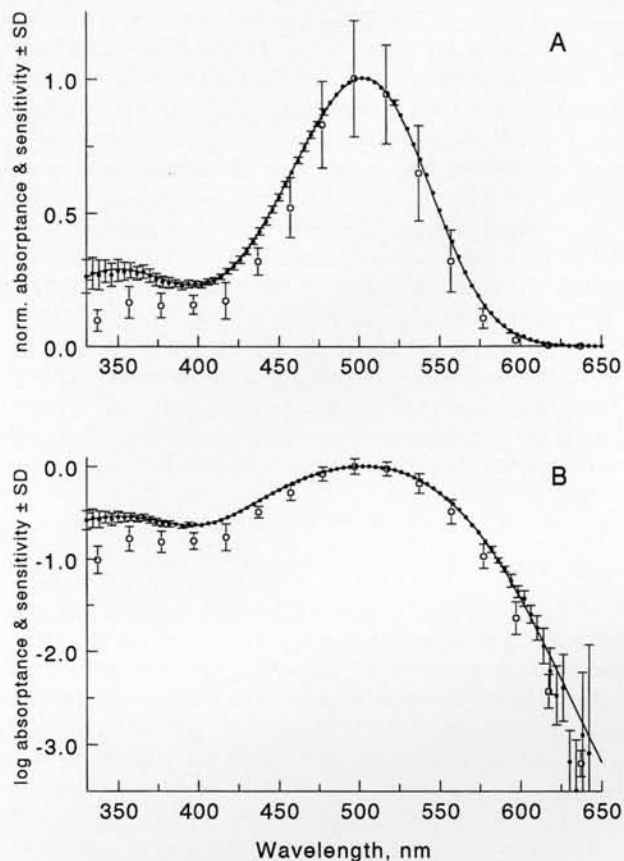 A
norm. absorptance & sensitivity ± SD
1.0
0.5
0.0
350 400 450 500 550 600 650
B
log absorptance & sensitivity ± SD
0.0
-1.0
-2.0
-3.0
350 400 450 500 550 600 650
Wavelength, nm